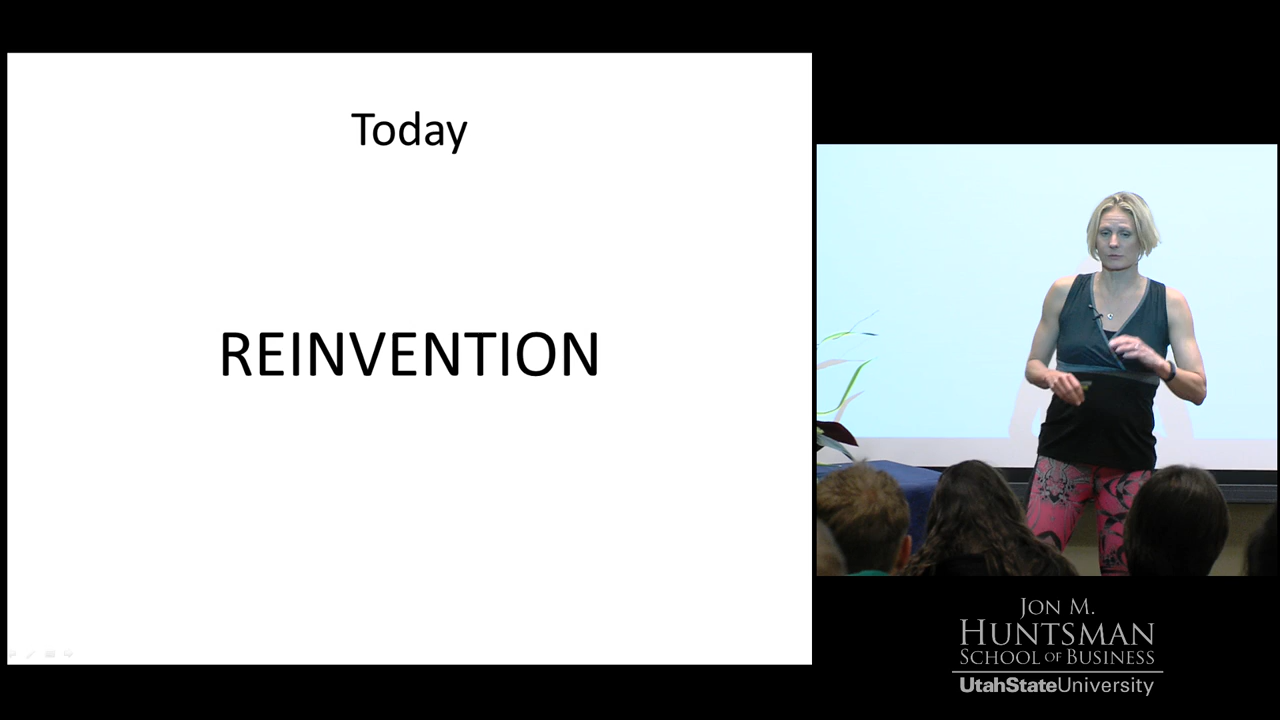 Today
REINVENTION
JON M.
HUNTSMAN
SCHOOL OF BUSINESS
UtahStateUniversity